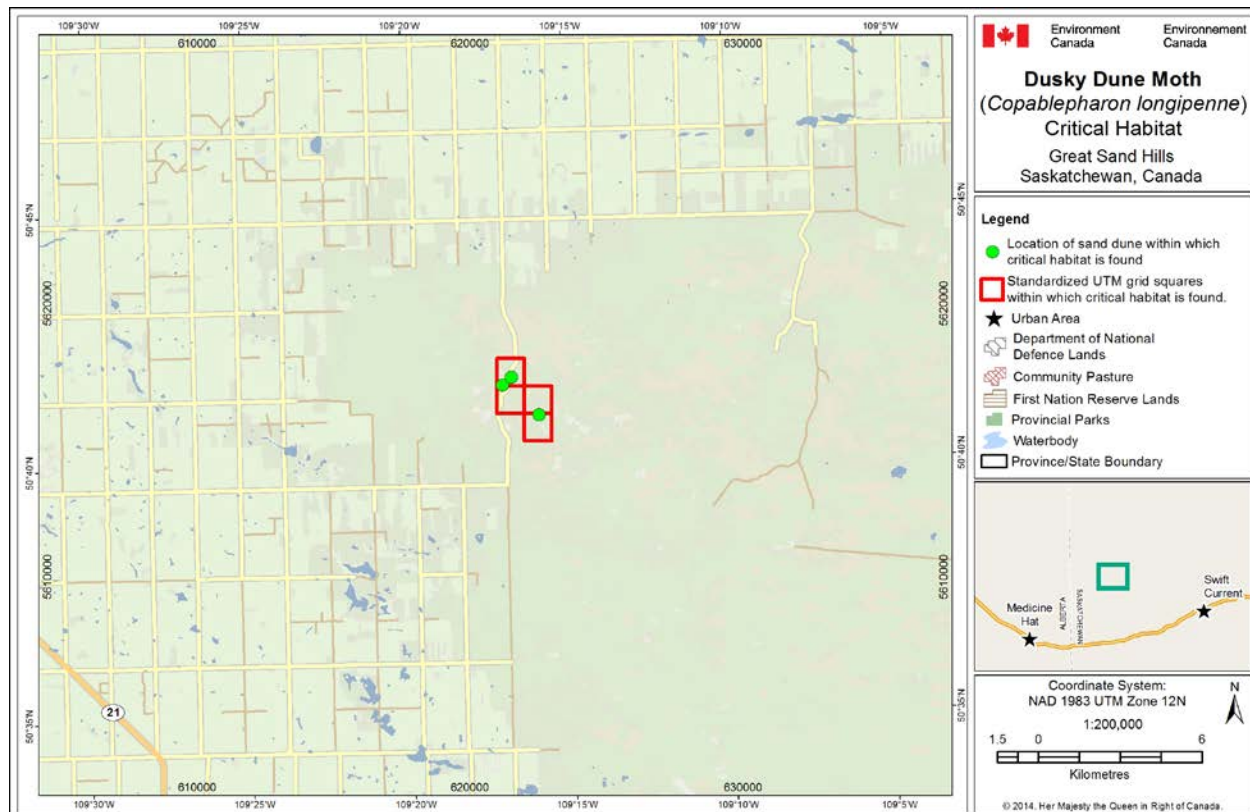 109°30'W 109°25'W 109°20'W 109°15'W 109°10'W 109°5'W
610000 620000 630000
50°45'N 50°45'N
5620000 5620000
50°40'N 50°40'N
5610000 5610000
50°35'N 50°35'N
21
610000 620000 630000
109°30'W 109°25'W 109°20'W 109°15'W 109°10'W 109°5'W
Environment Environnement
Canada Canada
Dusky Dune Moth
(Copablepharon longipenne)
Critical Habitat
Great Sand Hills
Saskatchewan, Canada
Legend
Location of sand dune within which
critical habitat is found
Standardized UTM grid squares
within which critical habitat is found.
Urban Area
Department of National
Defence Lands
Community Pasture
First Nation Reserve Lands
Provincial Parks
Waterbody
Province/State Boundary
Swift
Current
Medicine
Hat
ALBERTA
SASKATCHEWAN
Coordinate System:
NAD 1983 UTM Zone 12N
N
1:200,000
1.5 0 6
Kilometres
© 2014. Her Majesty the Queen in Right of Canada.